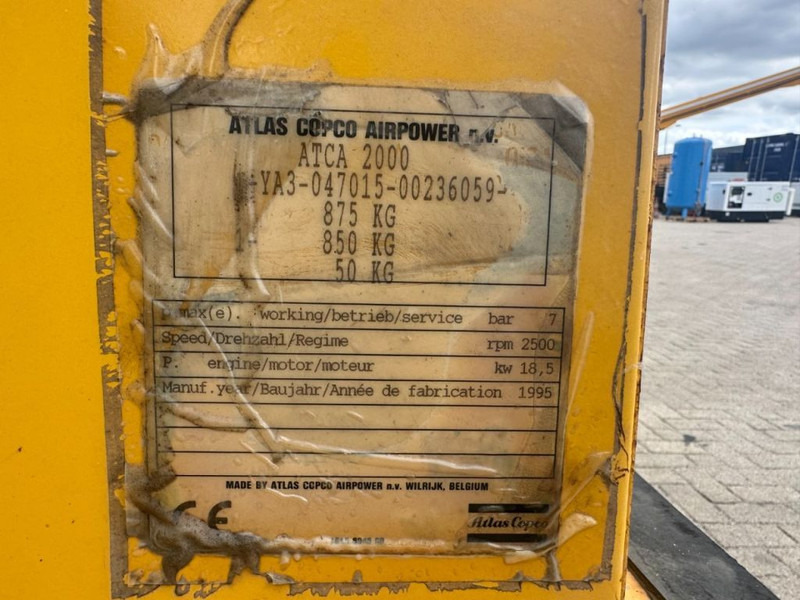 ATLAS COPCO AIRPOWER n.v.
ATCA 2000
YA3-047015-00236059-
875 KG
1- 850 KG
50 KG
P.max(e). working/betrieb/service bar 7
Speed/Drehzahl/Regime rpm 2500
P. engine/motor/moteur kw 18,5
Manuf.year/Baujahr/Année de fabrication 1995
MADE BY ATLAS COPCO AIRPOWER n.v. WILRIJK, BELGIUM
CE
Atlas Copco